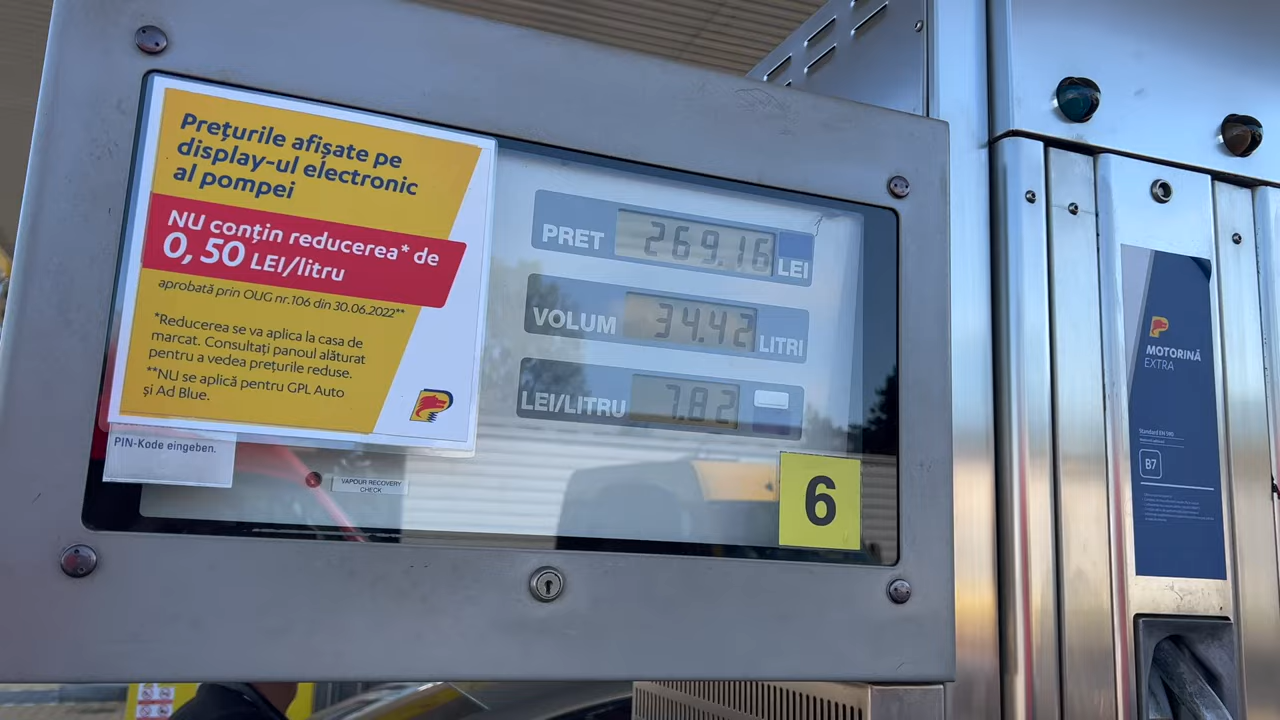 Prețurile afișate pe
display-ul electronic
al pompei
NU conțin reducerea* de
0,50 LEI/litru
aprobată prin OUG nr.106 din 30.06.2022**
*Reducerea se va aplica la casa de
marcat. Consultați panoul alăturat
pentru a vedea prețurile reduse.
**NU se aplică pentru GPL Auto
și Ad Blue.
PIN-Kode eingeben.
VAPOUR RECOVERY
CHECK
PRET 269.16 LEI
VOLUM 34.42 LITRI
LEI/LITRU 7.82
6
MOTORINĂ
EXTRA
Standard EN 590
B7